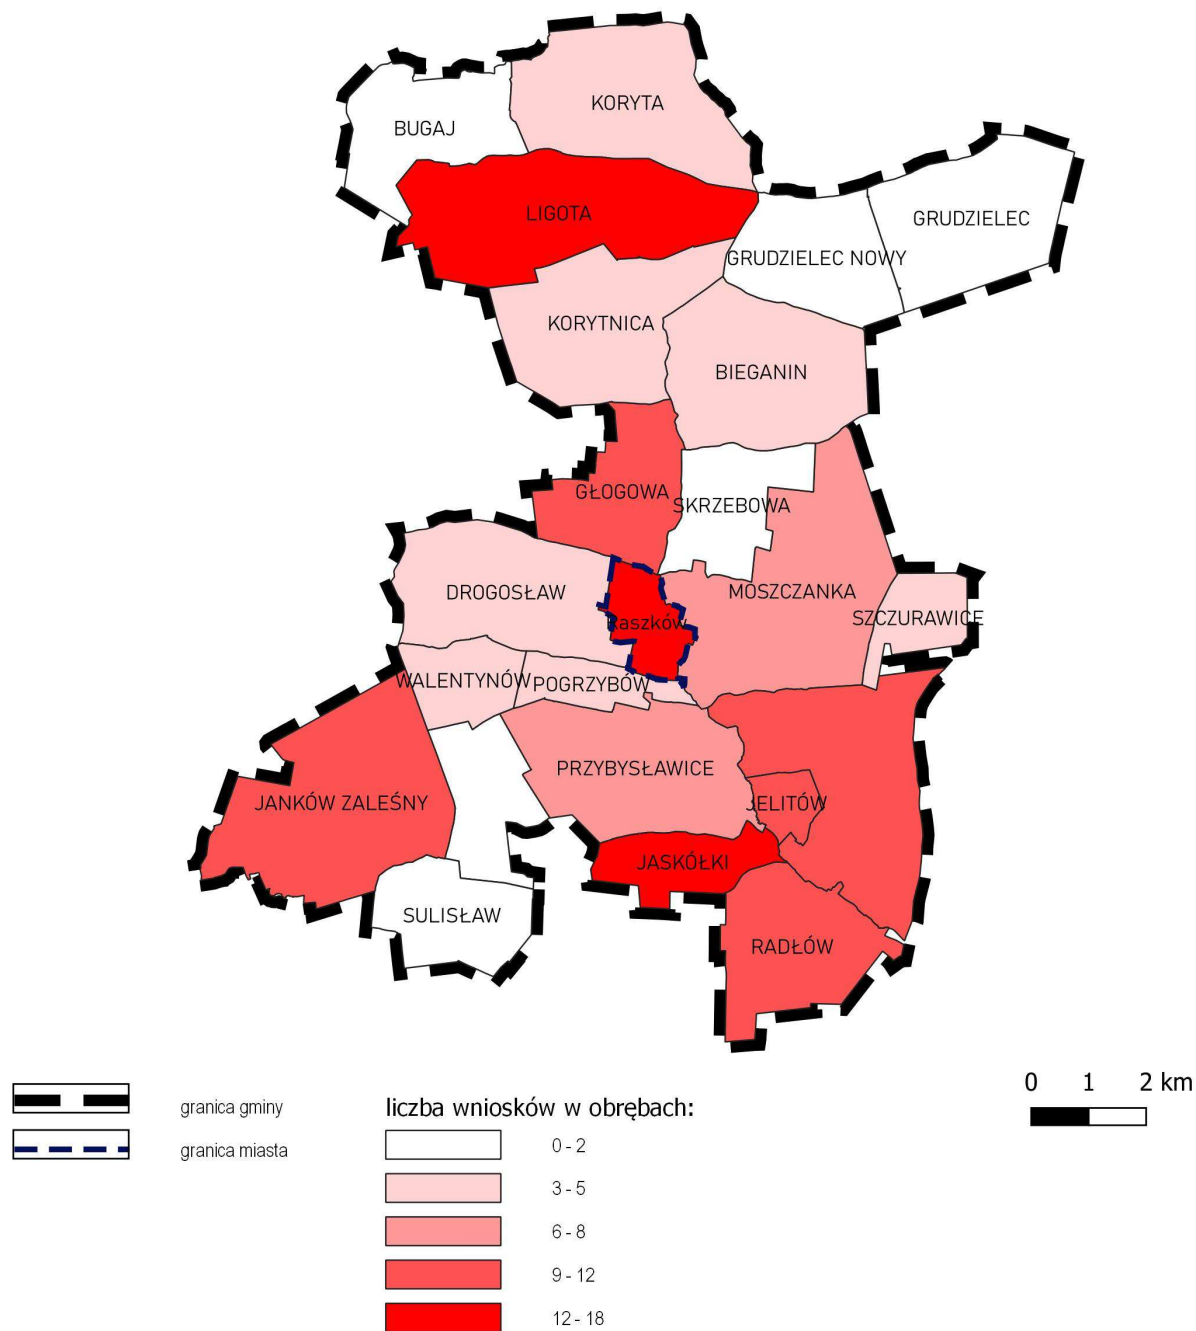 KORYTA
BUGAJ
LIGOTA
GRUDZIELEC
GRUDZIELEC NOWY
KORYTNICA
BIEGANIN
GŁOGOWA
SKRZEBOWA
DROGOSŁAW
MOSZCZANKA
Raszków
SZCZURAWICE
WALENTYNÓW
POGRZYBÓW
PRZYBYSŁAWICE
JANKÓW ZALEŚNY
JELITÓW
JASKÓŁKI
SULISŁAW
RADŁÓW
0 1 2 km
granica gminy
granica miasta
liczba wniosków w obrębach:
0 - 2
3 - 5
6 - 8
9 - 12
12 - 18